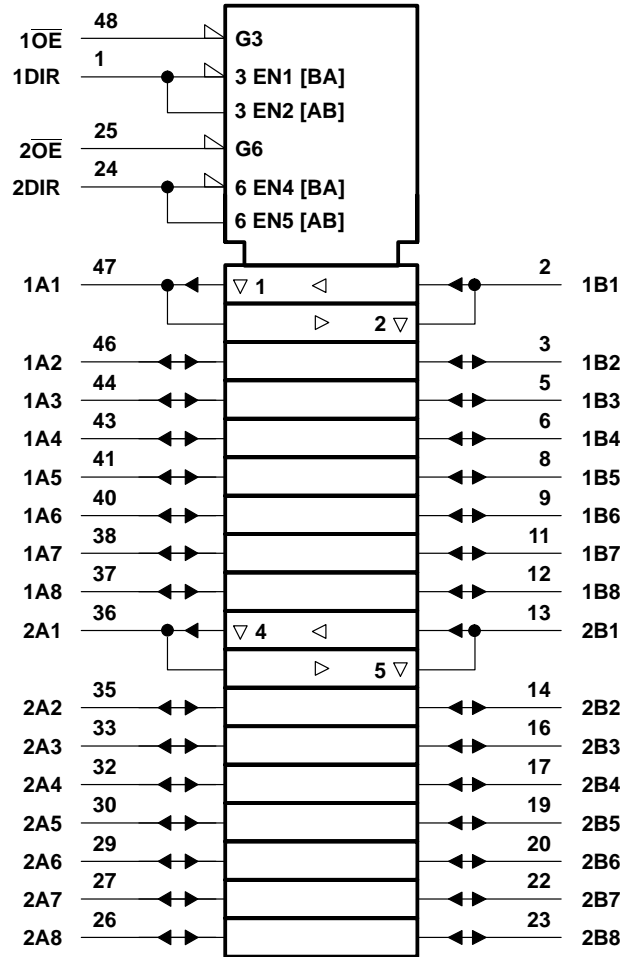 1O̅E̅ 48 G3
1DIR 1 3 EN1 [BA]
3 EN2 [AB]
2O̅E̅ 25 G6
2DIR 24 6 EN4 [BA]
6 EN5 [AB]
1A1 47 ▽ 1 ◁ 2 1B1
▷ 2 ▽
1A2 46 3 1B2
1A3 44 5 1B3
1A4 43 6 1B4
1A5 41 8 1B5
1A6 40 9 1B6
1A7 38 11 1B7
1A8 37 12 1B8
2A1 36 ▽ 4 ◁ 13 2B1
▷ 5 ▽
2A2 35 14 2B2
2A3 33 16 2B3
2A4 32 17 2B4
2A5 30 19 2B5
2A6 29 20 2B6
2A7 27 22 2B7
2A8 26 23 2B8